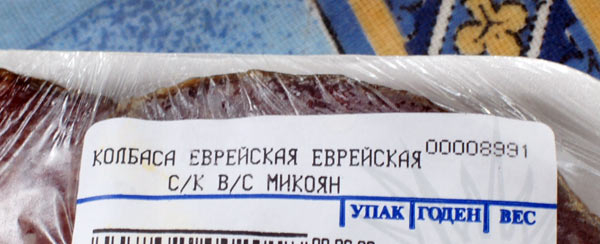 КОЛБАСА ЕВРЕЙСКАЯ ЕВРЕЙСКАЯ 00008991
С/К В/С МИКОЯН
УПАК ГОДЕН ВЕС